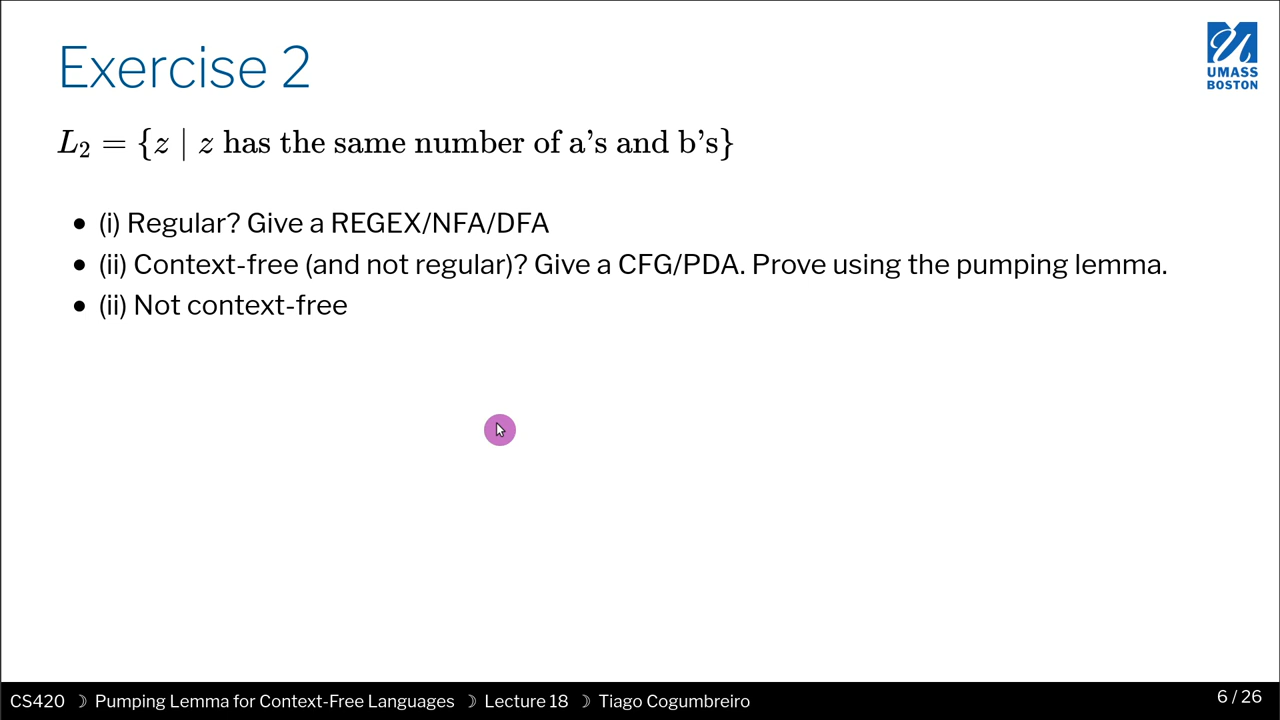 Exercise 2
UMASS
BOSTON
L₂ = {z | z has the same number of a’s and b’s}
• (i) Regular? Give a REGEX/NFA/DFA
• (ii) Context-free (and not regular)? Give a CFG/PDA. Prove using the pumping lemma.
• (ii) Not context-free
CS420 ☽ Pumping Lemma for Context-Free Languages ☽ Lecture 18 ☽ Tiago Cogumbreiro
6 / 26